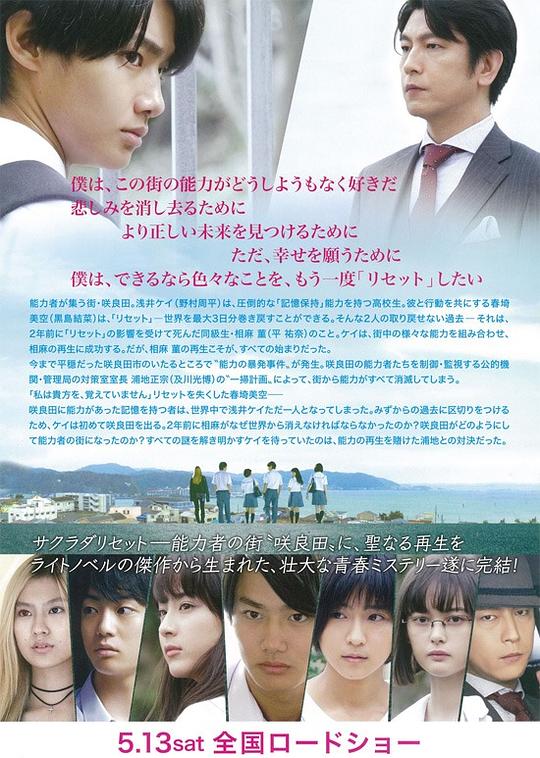 僕は、この街の能力がどうしようもなく好きだ
悲しみを消し去るために
より正しい未来を見つけるために
ただ、幸せを願うために
僕は、できるなら色々なことを、もう一度「リセット」したい
能力者が集う街・咲良田。浅井ケイ(野村周平)は、圧倒的な「記憶保持」能力を持つ高校生。彼と行動を共にする春埼
美空(黒島結菜)は、「リセット」― 世界を最大3日分巻き戻すことができる。そんな2人の取り戻せない過去― それは、
2年前に「リセット」の影響を受けて死んだ同級生・相麻 菫(平 祐奈)のこと。ケイは、街中の様々な能力を組み合わせ、
相麻の再生に成功する。だが、相麻 菫の再生こそが、すべての始まりだった。
今まで平穏だった咲良田市のいたるところで“能力の暴発事件〟が発生。咲良田の能力者たちを制御・監視する公的機
関・管理局の対策室室長 浦地正宗(及川光博)の“一掃計画〟によって、街から能力がすべて消滅してしまう。
「私は貴方を、覚えていません」リセットを失くした春埼美空――
咲良田に能力があった記憶を持つ者は、世界中で浅井ケイただ一人となってしまった。みずからの過去に区切りをつける
ため、ケイは初めて咲良田を出る。2年前に相麻がなぜ世界から消えなければならなかったのか?咲良田がどのようにし
て能力者の街になったのか?すべての謎を解き明かすケイを待っていたのは、能力の再生を賭けた浦地との対決だった。
サクラダリセット――能力者の街〝咲良田〟に、聖なる再生を
ライトノベルの傑作から生まれた、壮大な青春ミステリー遂に完結!
5.13sat 全国ロードショー